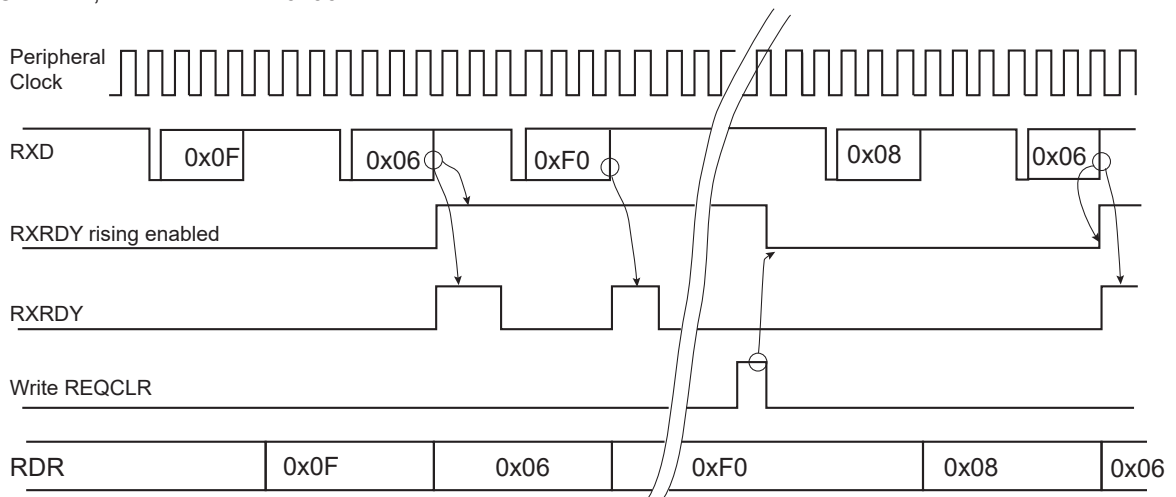 Peripheral
Clock
RXD
0x0F
0x06
0xF0
0x08
0x06
RXRDY rising enabled
RXRDY
Write REQCLR
RDR
0x0F
0x06
0xF0
0x08
0x06